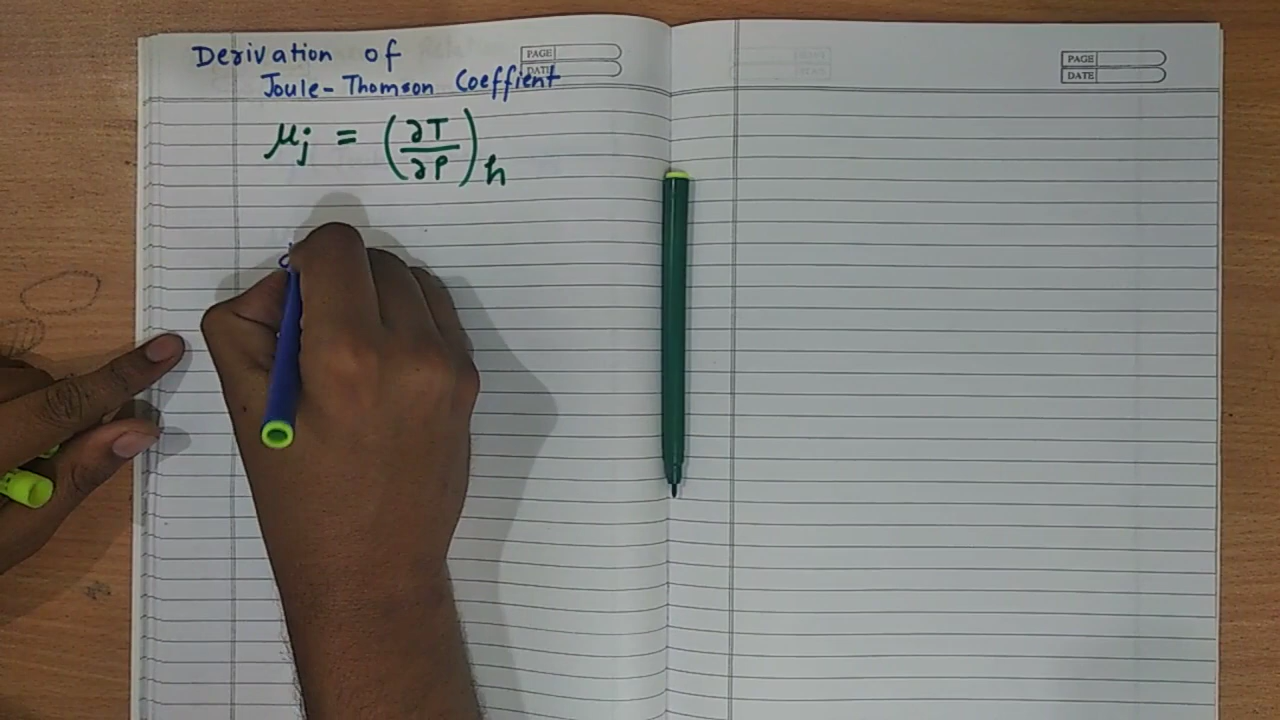 Derivation of
Joule-Thomson Coeffient
PAGE
DATE
μj = (∂T/∂P)h
d
PAGE
DATE